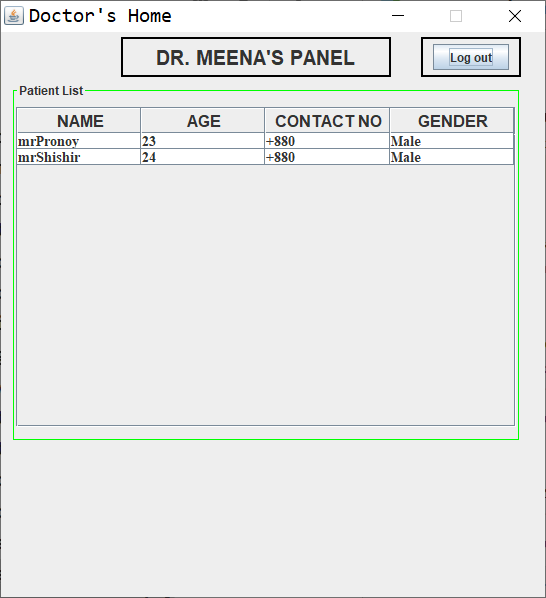 Doctor's Home
DR. MEENA'S PANEL
Log out
Patient List
NAME AGE CONTACT NO GENDER
mrPronoy 23 +880 Male
mrShishir 24 +880 Male